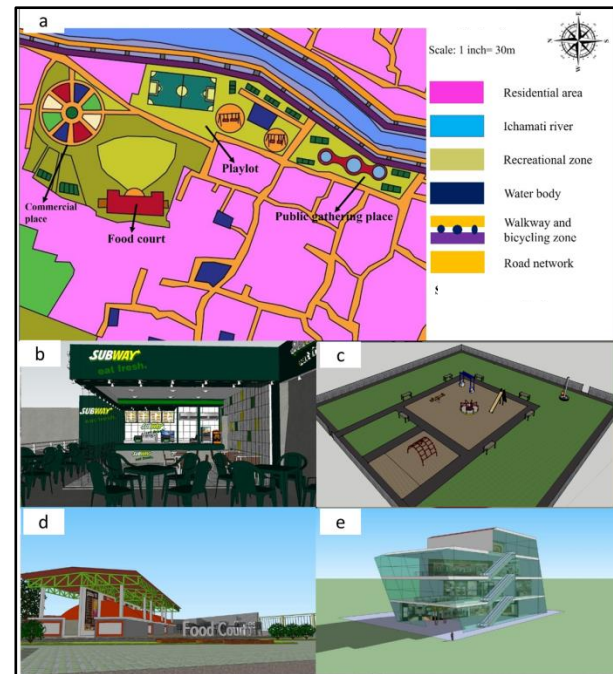 a
Scale: 1 inch= 30m
Residential area
Ichamati river
Recreational zone
Water body
Walkway and
bicycling zone
Road network
Playlot
Public gathering place
Commercial
place
Food court
b
SUBWAY
eat fresh.
c
d
Food Court
e